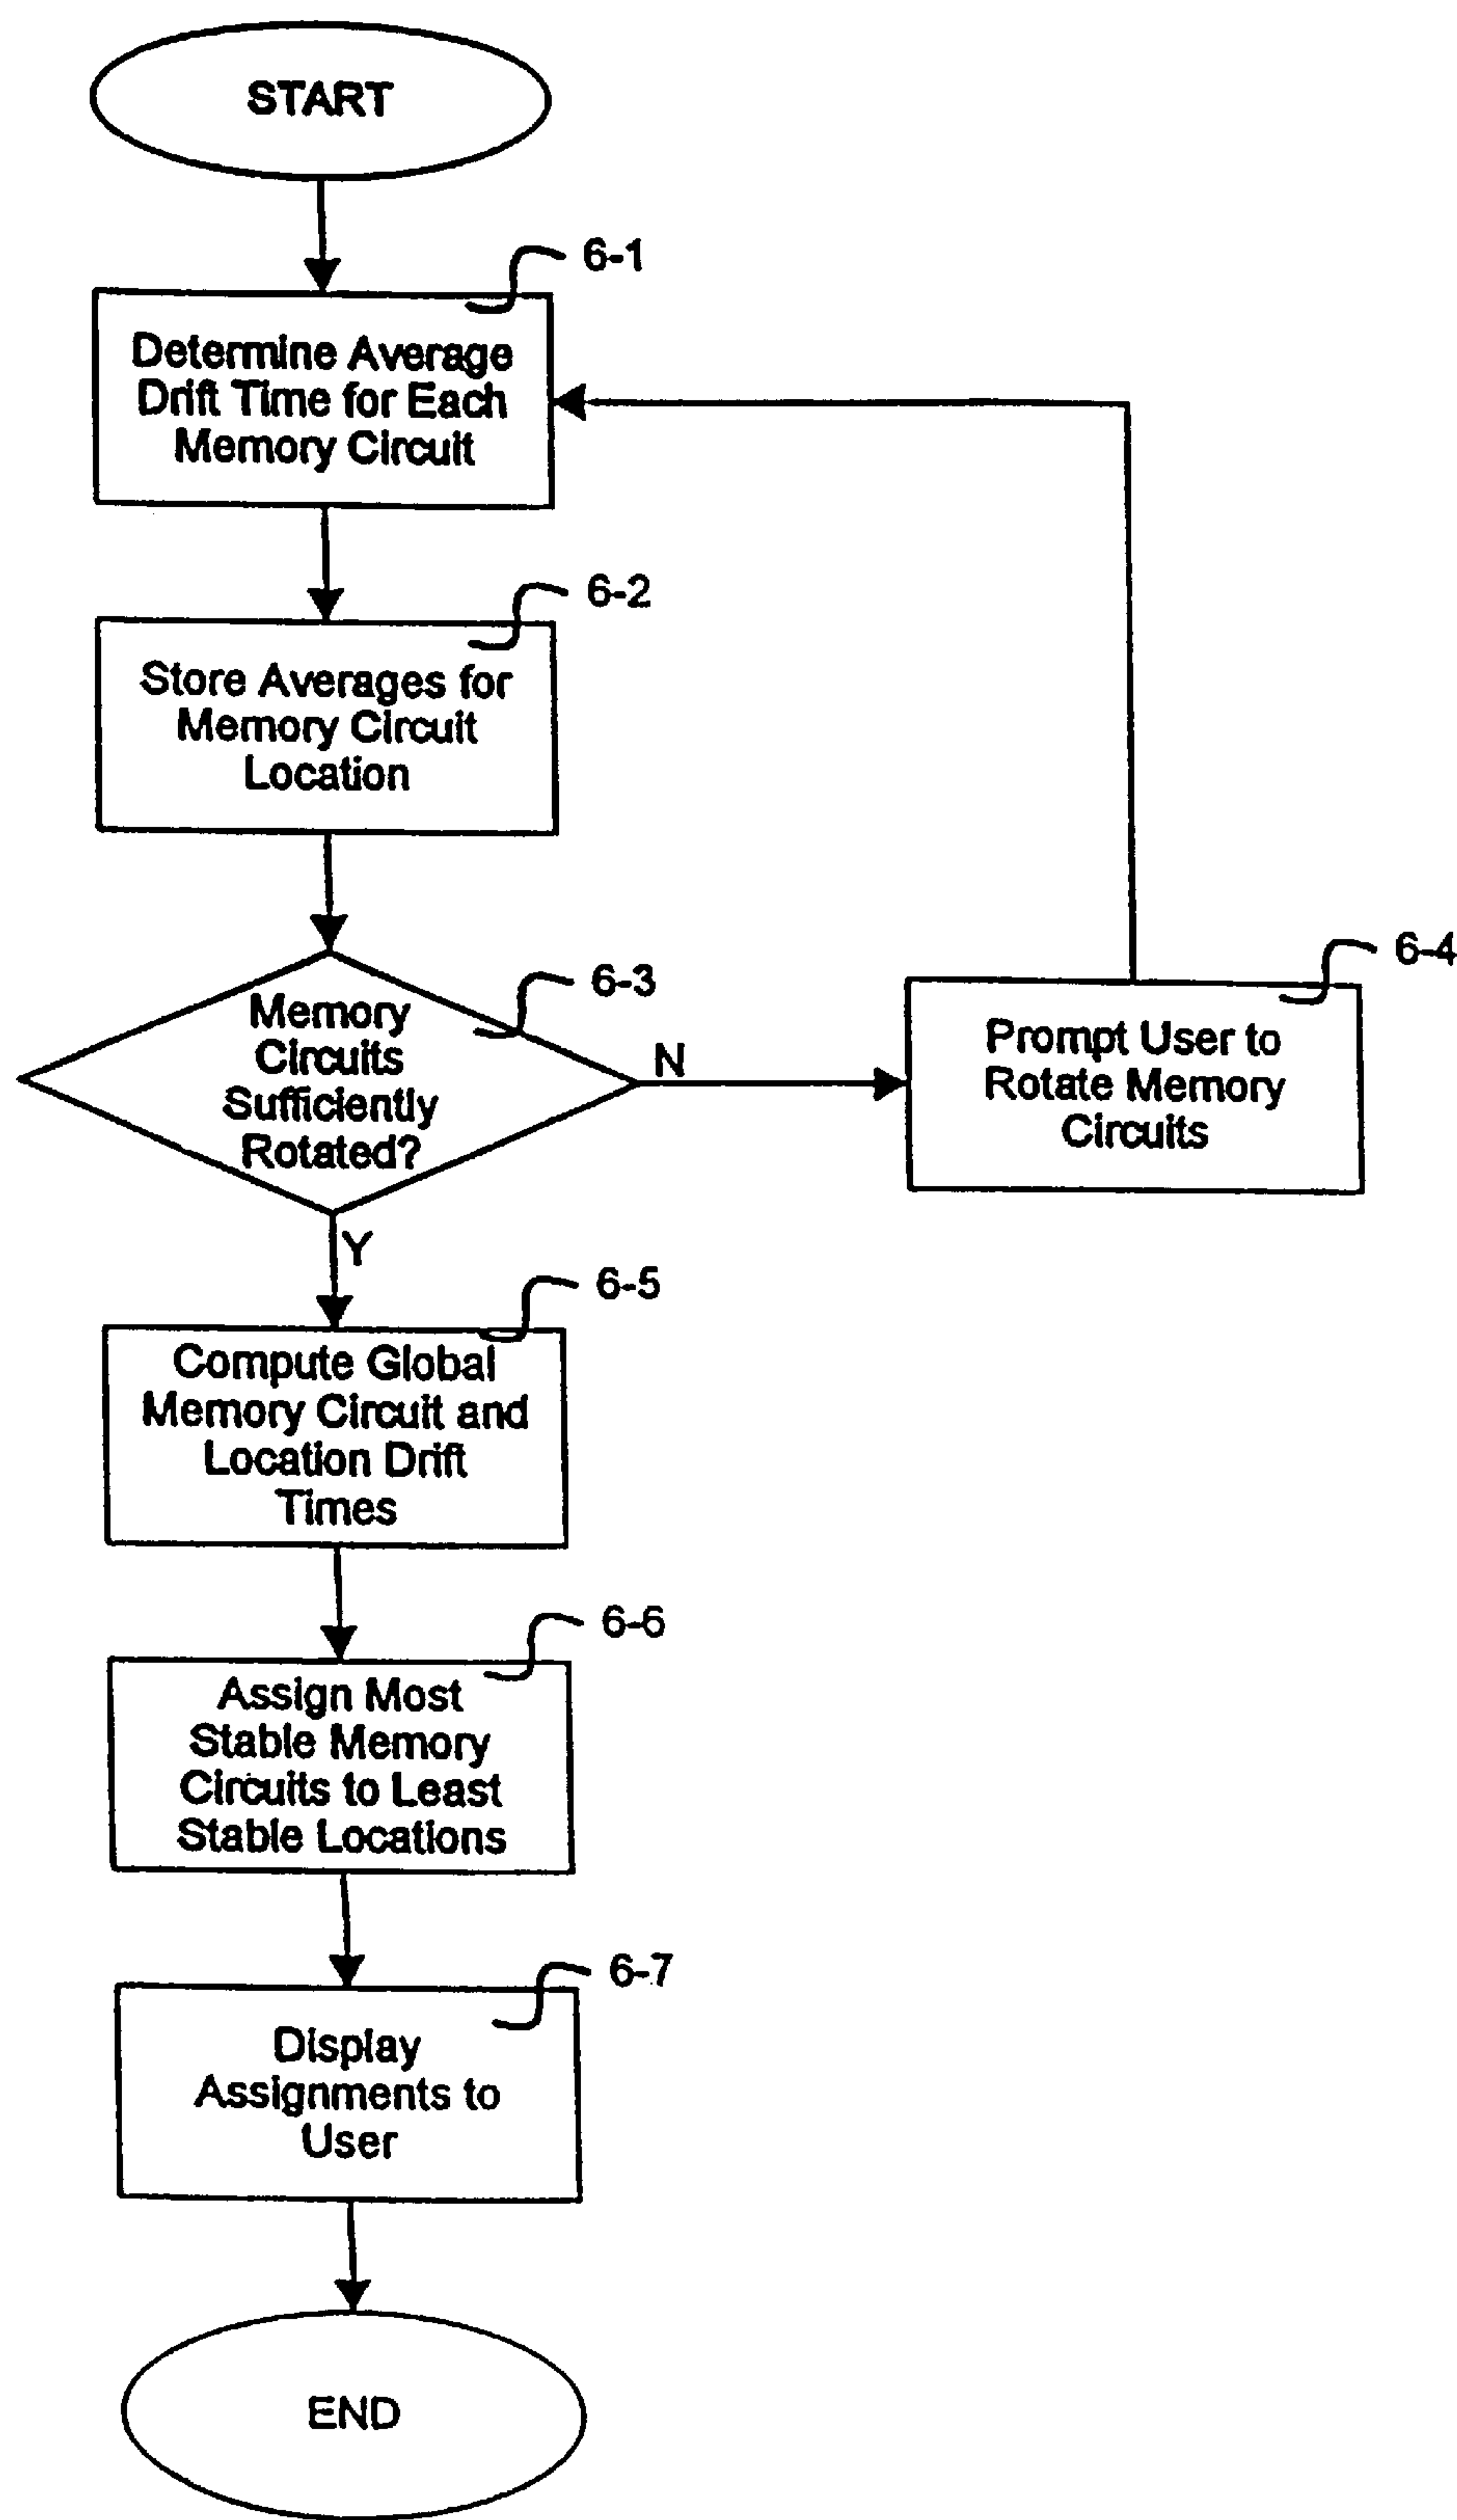 START
6-1
Determine Average
Drift Time for Each
Memory Circuit
6-2
Store Averages for
Memory Circuit
Location
6-3
Memory
Circuits
Sufficiently
Rotated?
N
6-4
Prompt User to
Rotate Memory
Circuits
Y
6-5
Compute Global
Memory Circuit and
Location Drift
Times
6-6
Assign Most
Stable Memory
Circuits to Least
Stable Locations
6-7
Display
Assignments to
User
END